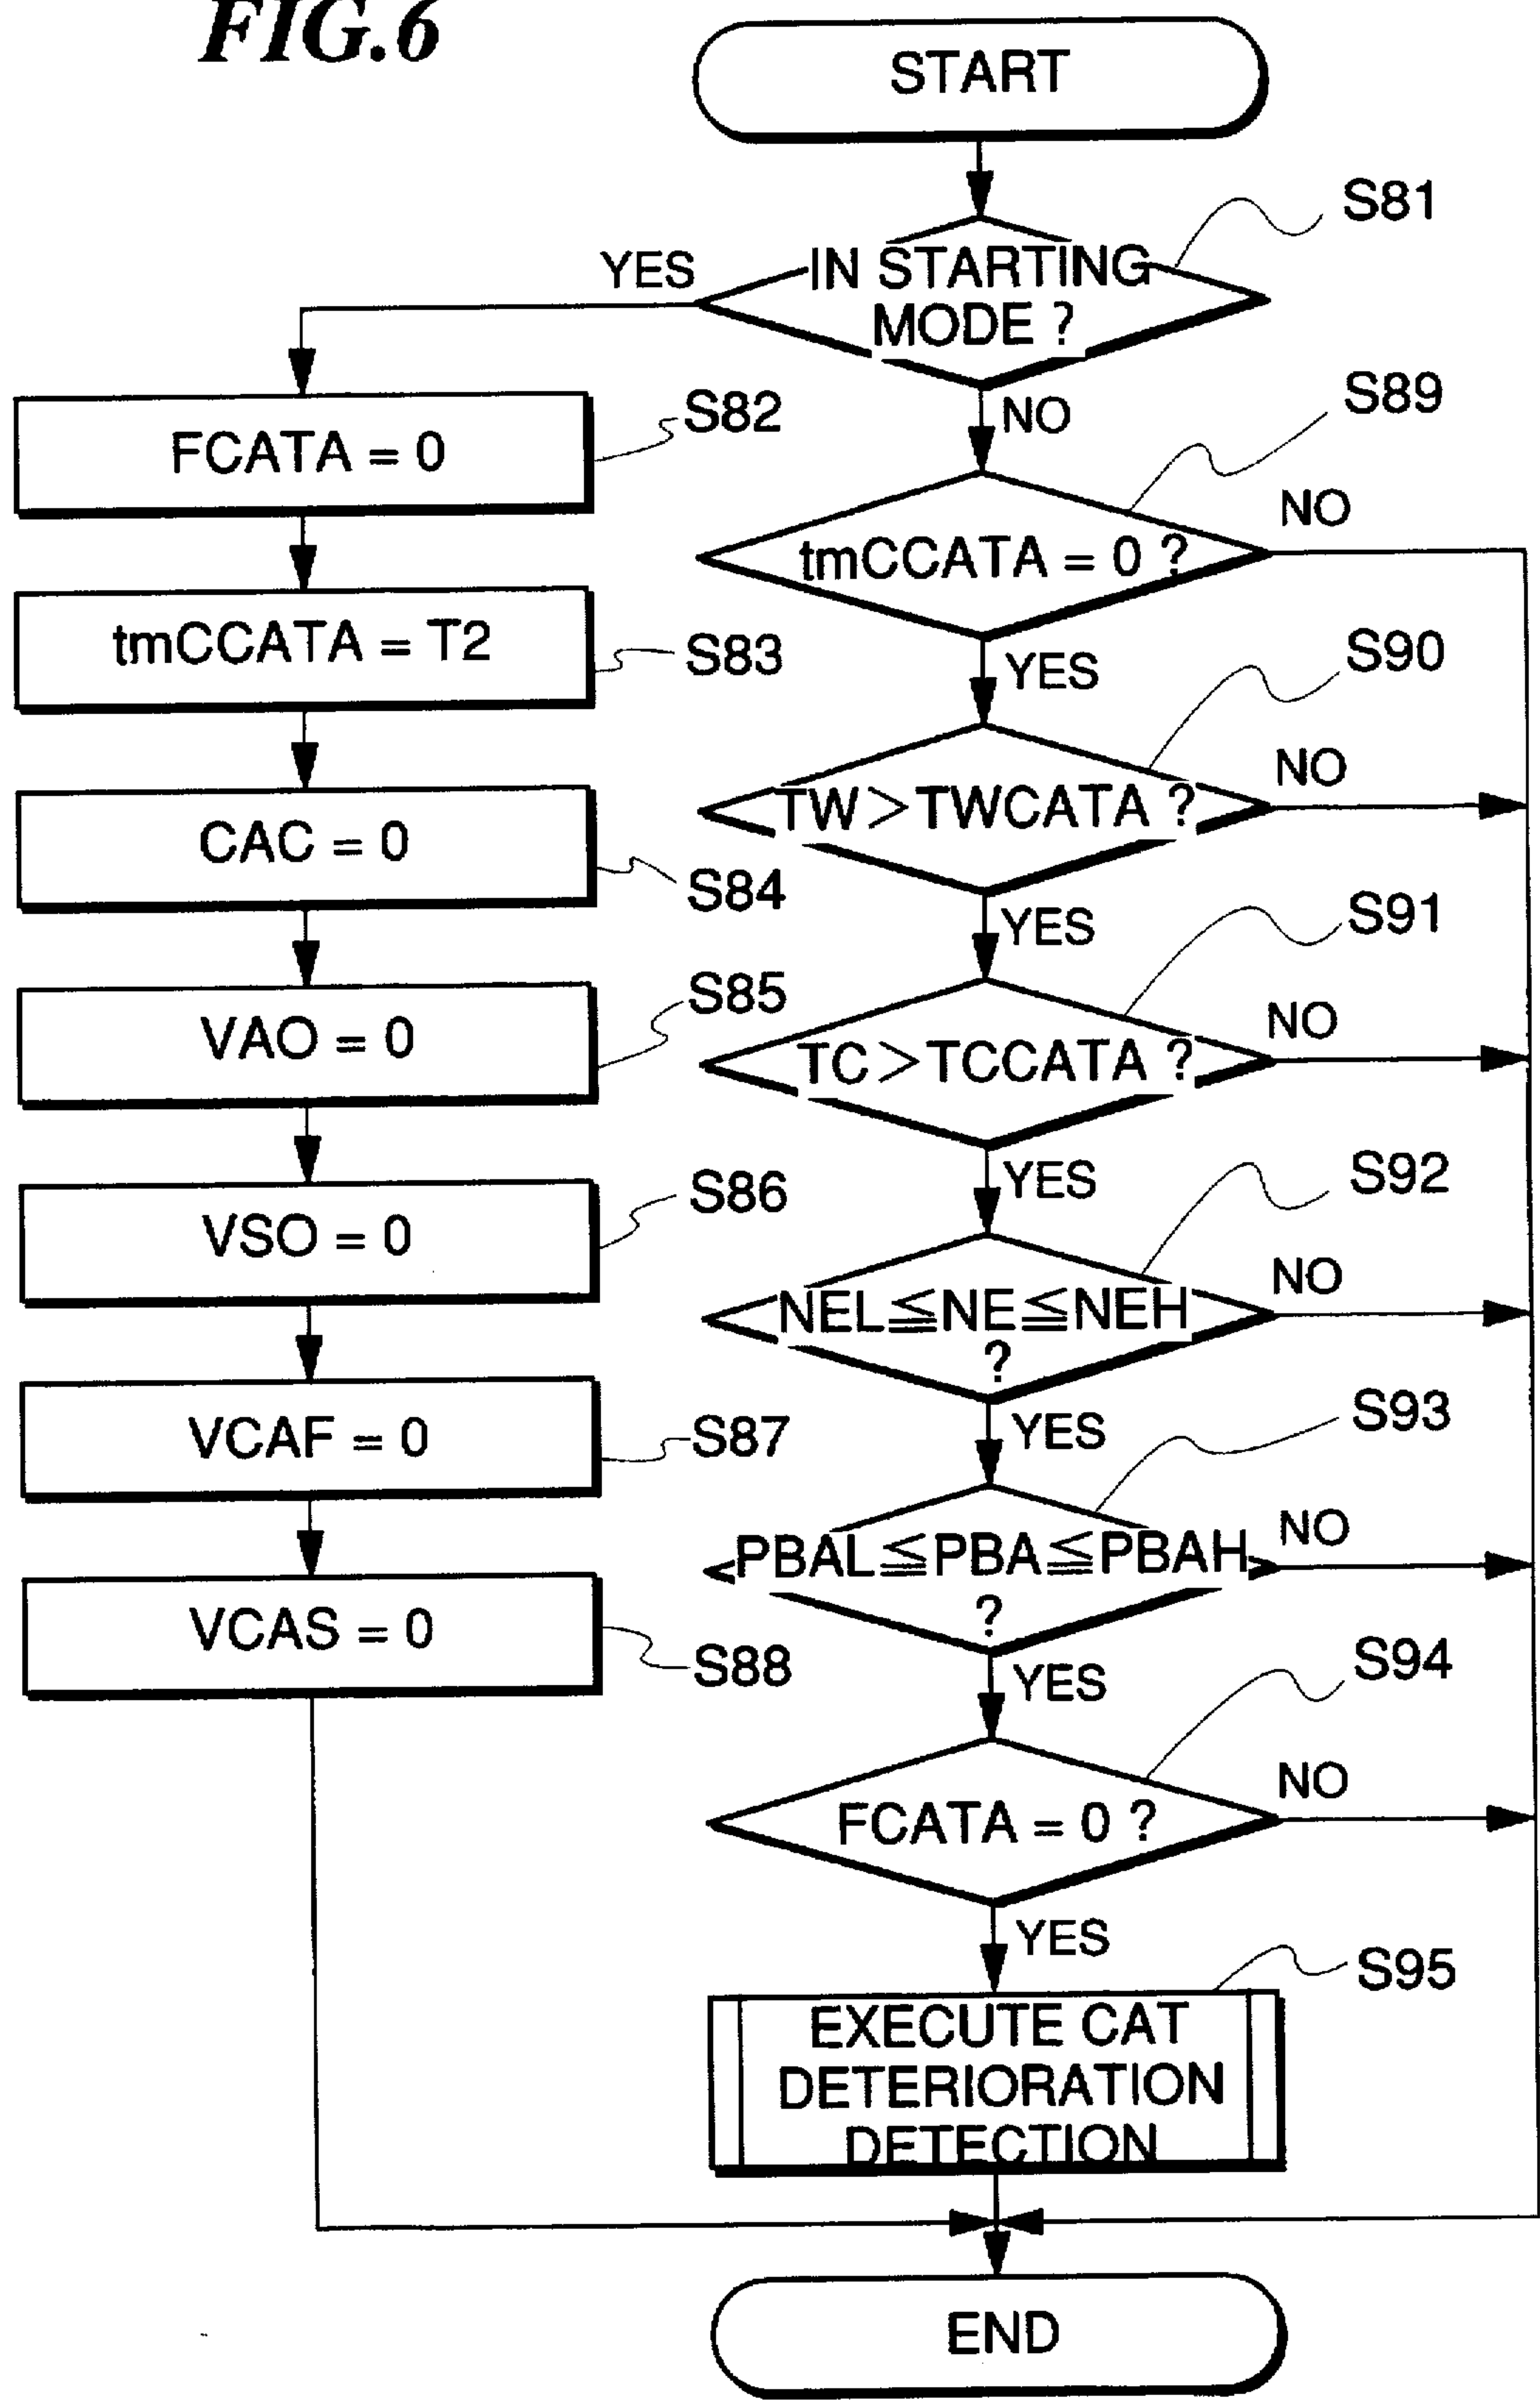 FIG.6
START
S81
YES
IN STARTING
MODE ?
NO
S82
FCATA = 0
S89
tmCCATA = 0 ?
NO
YES
S83
tmCCATA = T2
S90
TW>TWCATA ?
NO
YES
S84
CAC = 0
S91
TC>TCCATA ?
NO
YES
S85
VAO = 0
S92
NEL≦NE≦NEH
?
NO
YES
S86
VSO = 0
S93
PBAL≦PBA≦PBAH
?
NO
YES
S87
VCAF = 0
S94
FCATA = 0 ?
NO
YES
S88
VCAS = 0
S95
EXECUTE CAT
DETERIORATION
DETECTION
END